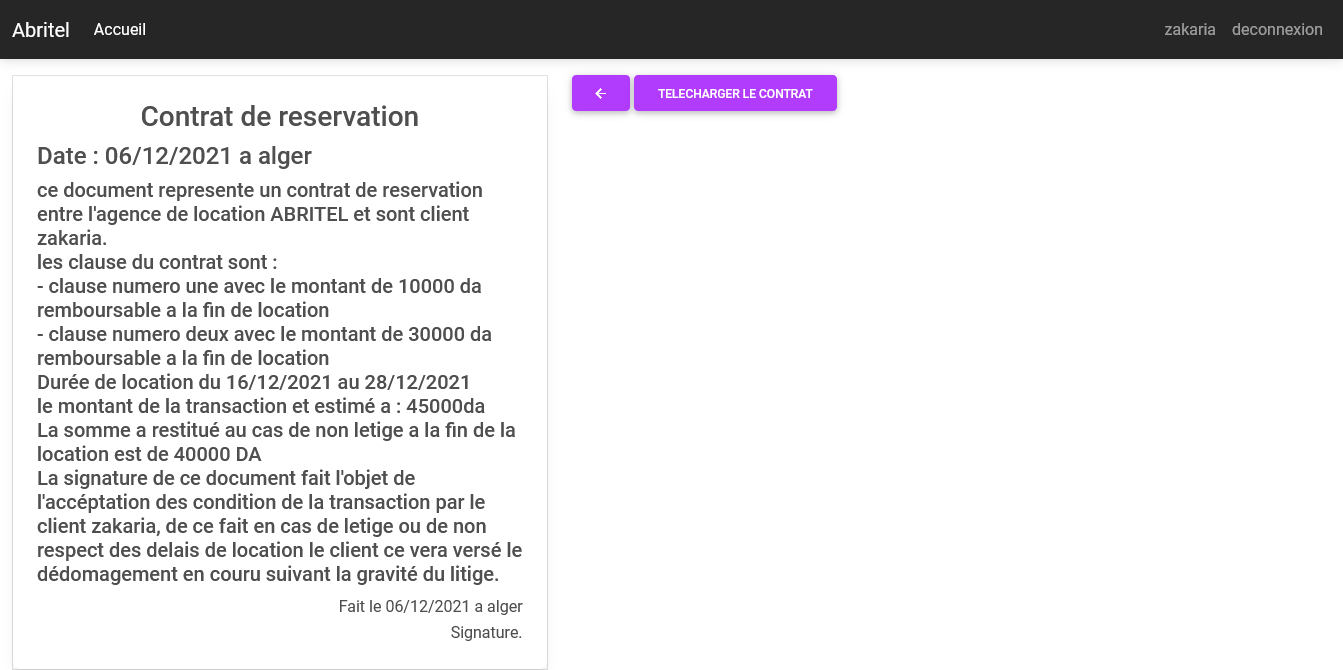 Abritel Accueil zakaria deconnexion
Contrat de reservation
Date : 06/12/2021 a alger
ce document represente un contrat de reservation
entre l'agence de location ABRITEL et sont client
zakaria.
les clause du contrat sont :
- clause numero une avec le montant de 10000 da
remboursable a la fin de location
- clause numero deux avec le montant de 30000 da
remboursable a la fin de location
Durée de location du 16/12/2021 au 28/12/2021
le montant de la transaction et estimé a : 45000da
La somme a restitué au cas de non letige a la fin de la
location est de 40000 DA
La signature de ce document fait l'objet de
l'accéptation des condition de la transaction par le
client zakaria, de ce fait en cas de letige ou de non
respect des delais de location le client ce vera versé le
dédomagement en couru suivant la gravité du litige.
Fait le 06/12/2021 a alger
Signature.
← TELECHARGER LE CONTRAT